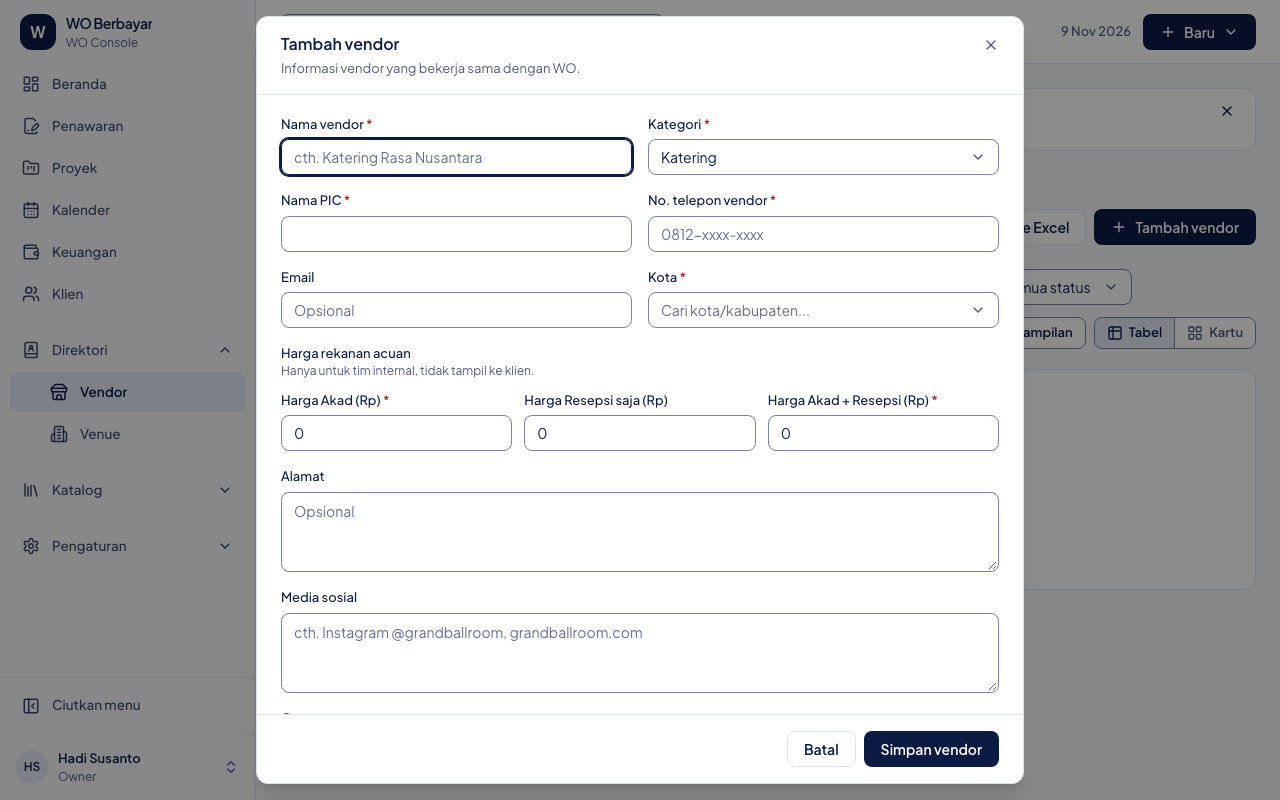 W
WO Berbayar
WO Console
Beranda
Penawaran
Proyek
Kalender
Keuangan
Klien
Direktori
Vendor
Venue
Katalog
Pengaturan
Ciutkan menu
HS
Hadi Susanto
Owner
9 Nov 2026
Baru
e Excel
Tambah vendor
mua status
ampilan
Tabel
Kartu
Tambah vendor
Informasi vendor yang bekerja sama dengan WO.
Nama vendor *
Kategori *
cth. Katering Rasa Nusantara
Katering
Nama PIC *
No. telepon vendor *
0812-xxxx-xxxx
Email
Kota *
Opsional
Cari kota/kabupaten...
Harga rekanan acuan
Hanya untuk tim internal, tidak tampil ke klien.
Harga Akad (Rp) *
Harga Resepsi saja (Rp)
Harga Akad + Resepsi (Rp) *
0
0
0
Alamat
Opsional
Media sosial
cth. Instagram @grandballroom, grandballroom.com
Batal
Simpan vendor